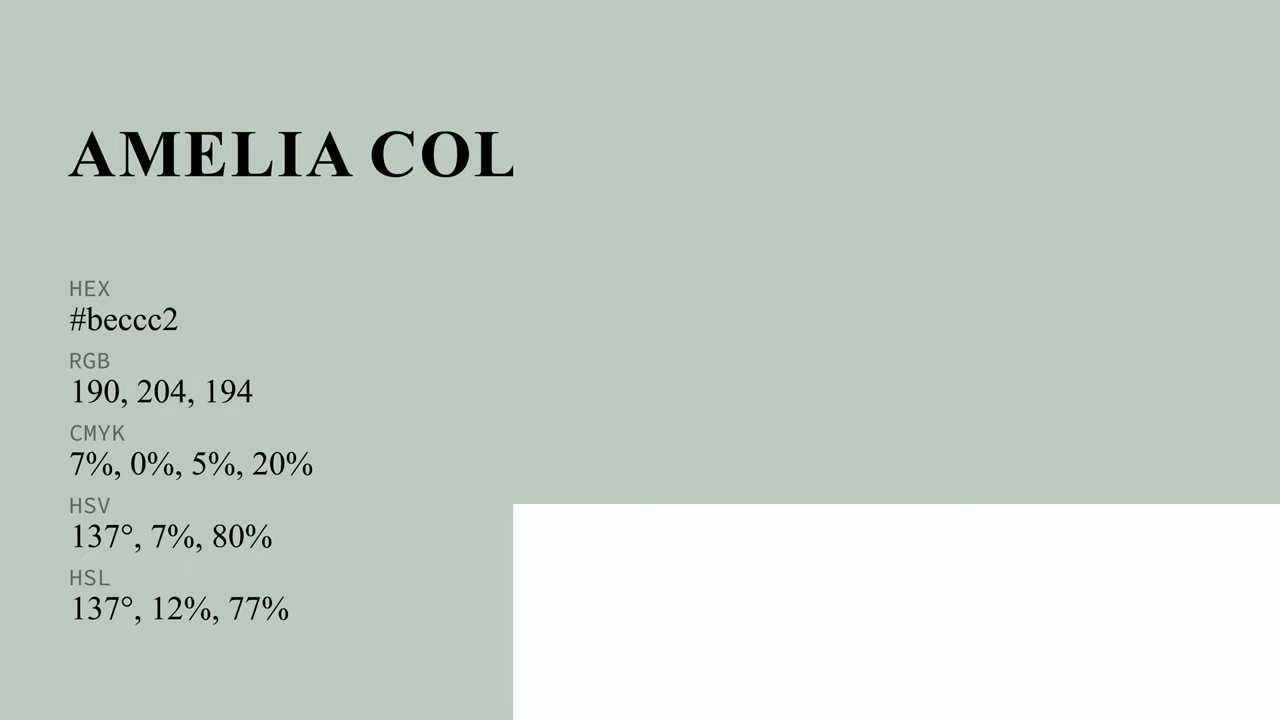 AMELIA COL
HEX
#beccc2
RGB
190, 204, 194
CMYK
7%, 0%, 5%, 20%
HSV
137°, 7%, 80%
HSL
137°, 12%, 77%